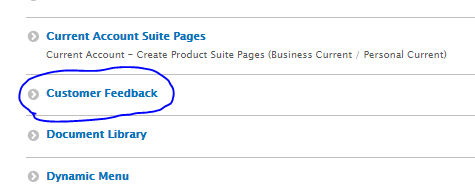 Current Account Suite Pages
Current Account - Create Product Suite Pages (Business Current / Personal Current)
Customer Feedback
Document Library
Dynamic Menu